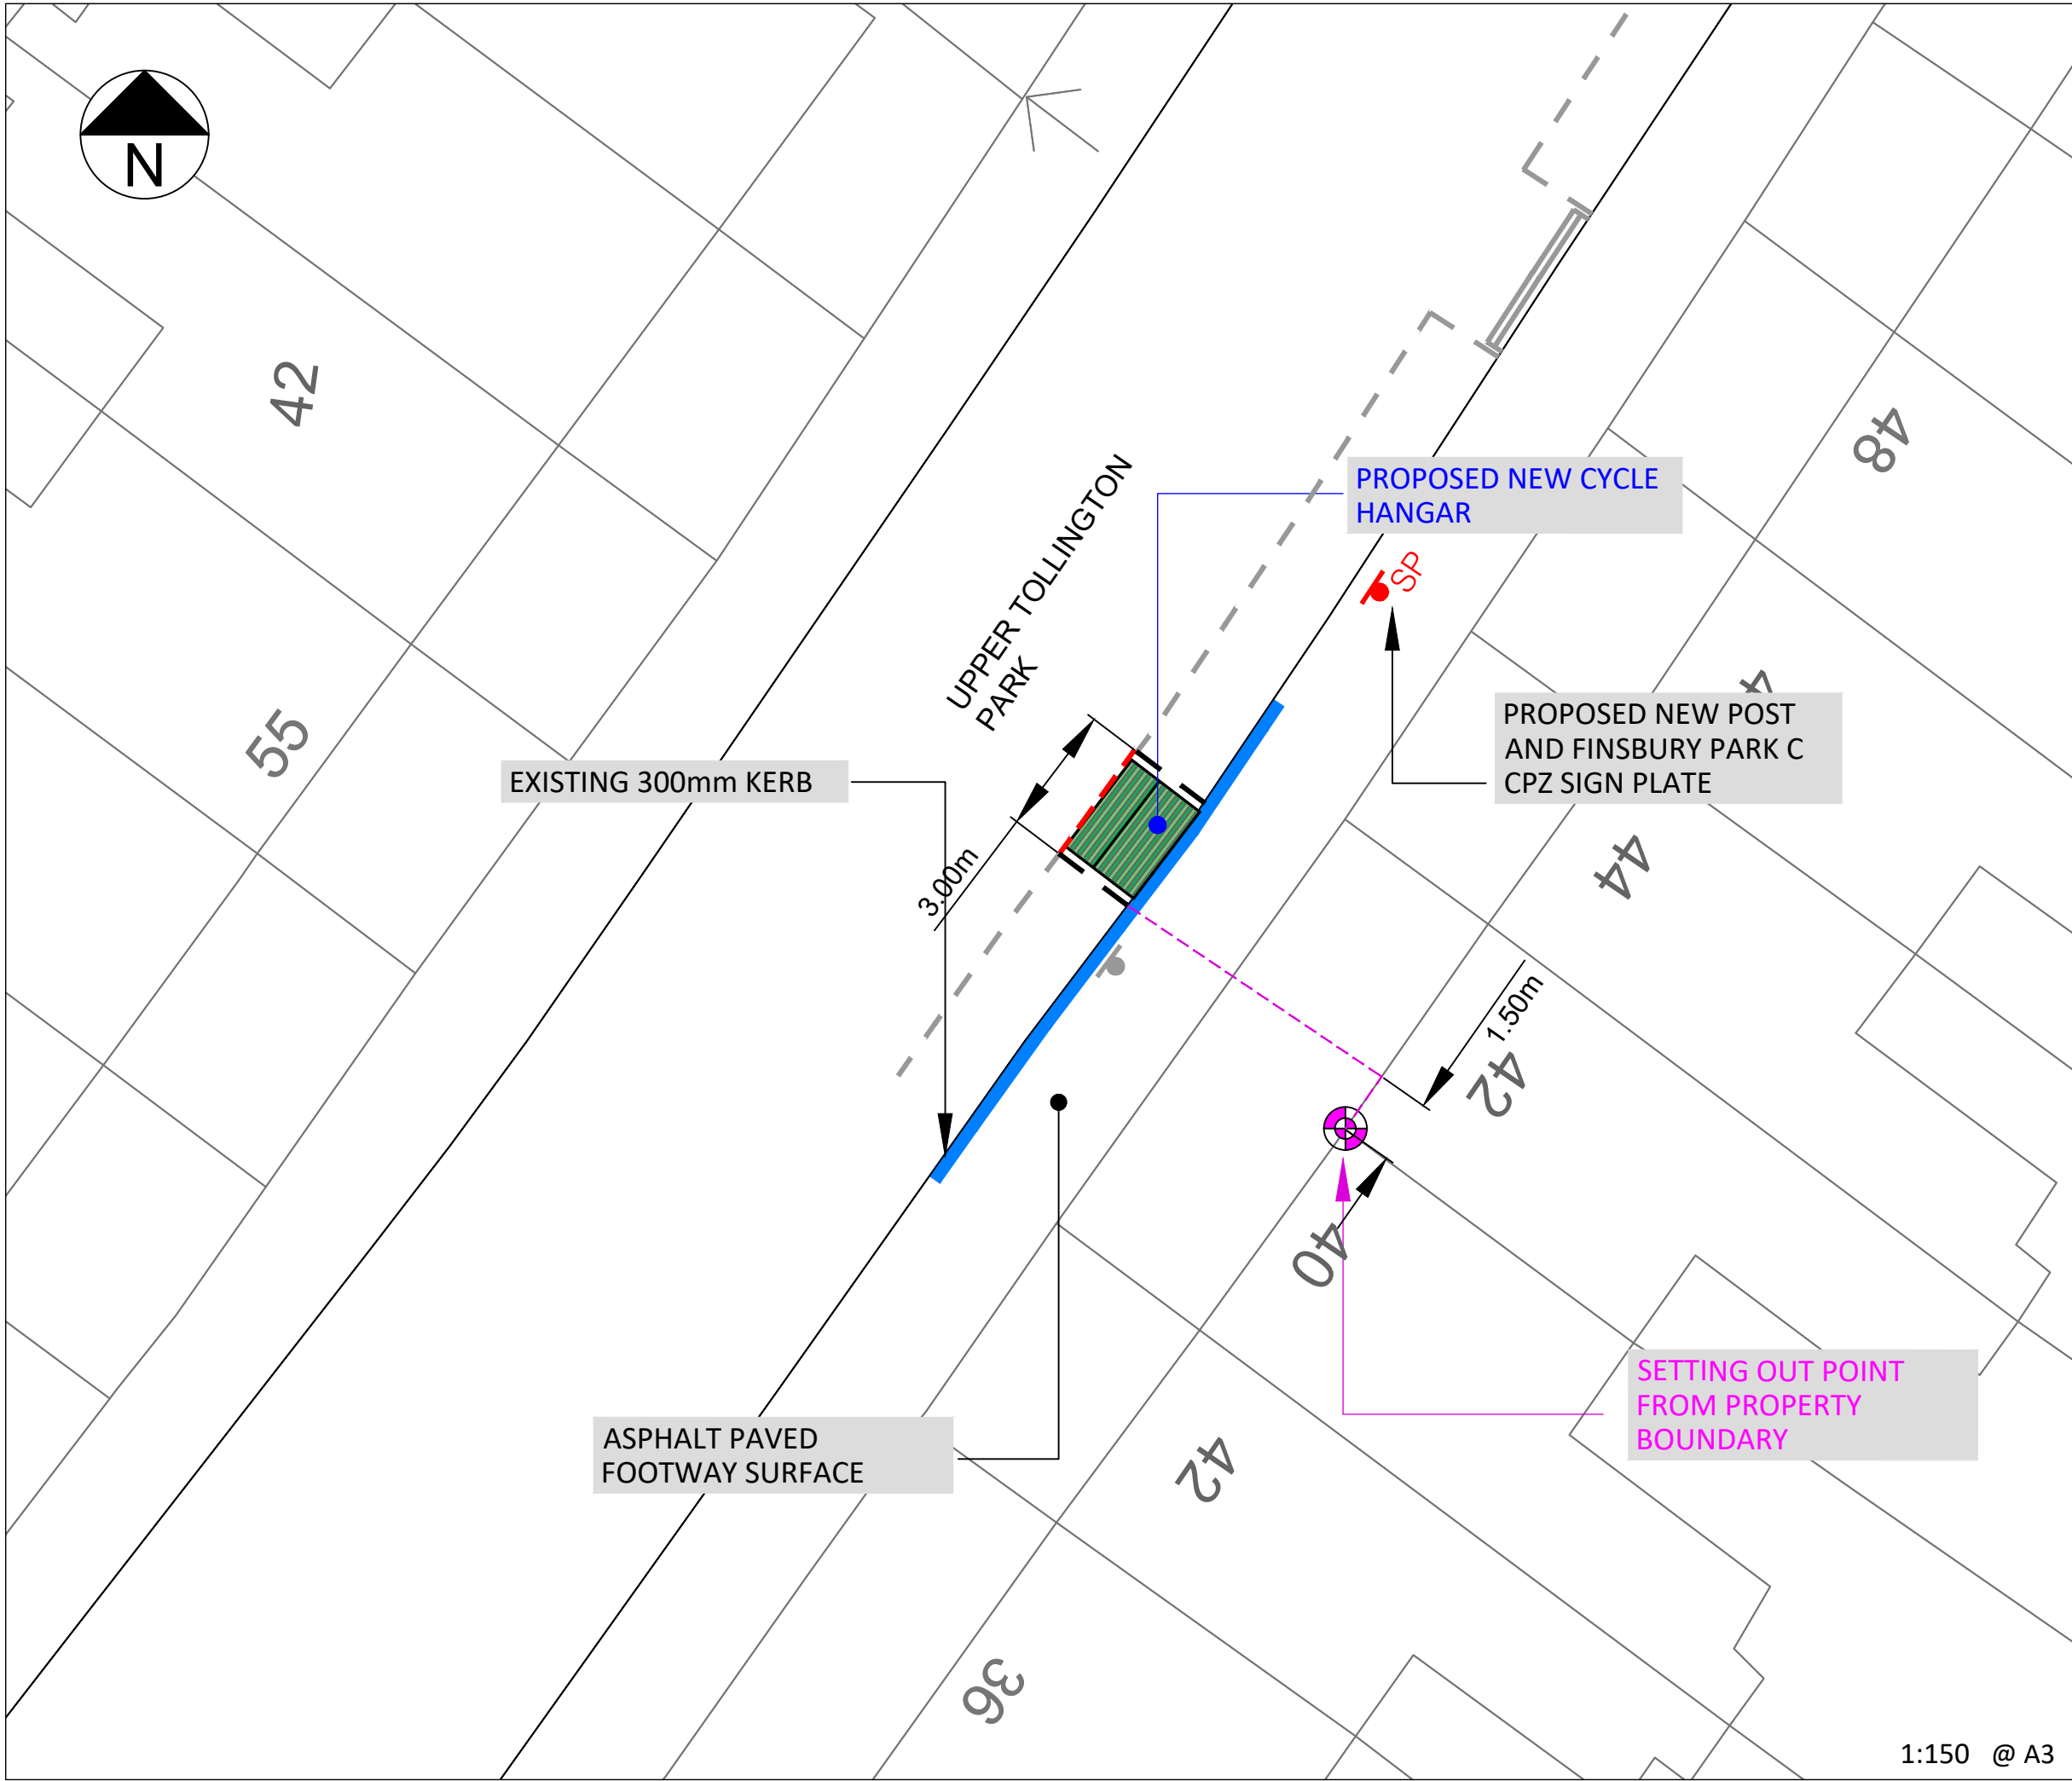 N
42
48
PROPOSED NEW CYCLE
HANGAR
UPPER TOLLINGTON
PARK
SP
55
PROPOSED NEW POST
AND FINSBURY PARK C
CPZ SIGN PLATE
EXISTING 300mm KERB
3.00m
44
1.50m
42
40
SETTING OUT POINT
FROM PROPERTY
BOUNDARY
ASPHALT PAVED
FOOTWAY SURFACE
42
36
1:150 @ A3